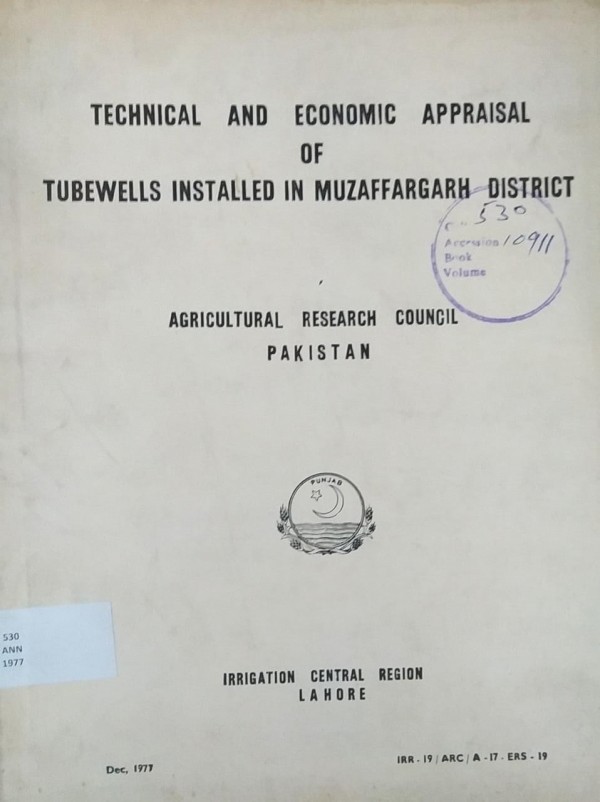 TECHNICAL AND ECONOMIC APPRAISAL
OF
TUBEWELLS INSTALLED IN MUZAFFARGARH DISTRICT
530
Accession 10911
Book
Volume
AGRICULTURAL RESEARCH COUNCIL
PAKISTAN
PUNJAB
530
ANN
1977
IRRIGATION CENTRAL REGION
LAHORE
Dec, 1977
IRR - 19 / ARC / A - 17 - ERS - 19